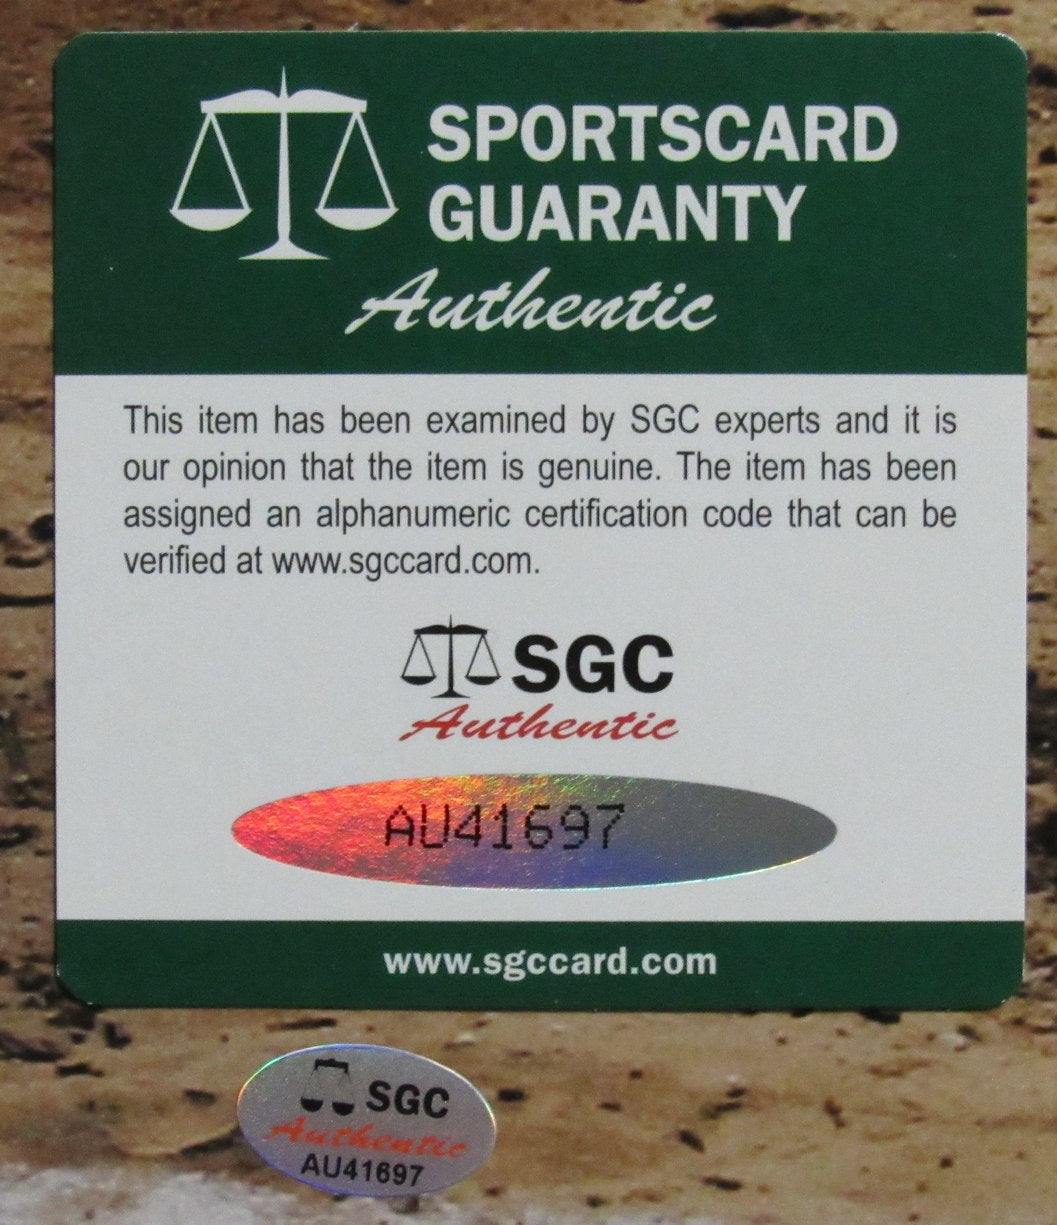 SPORTSCARD
GUARANTY
Authentic
This item has been examined by SGC experts and it is
our opinion that the item is genuine. The item has been
assigned an alphanumeric certification code that can be
verified at www.sgccard.com.
SGC
Authentic
AU41697
www.sgccard.com
SGC
Authentic
AU41697